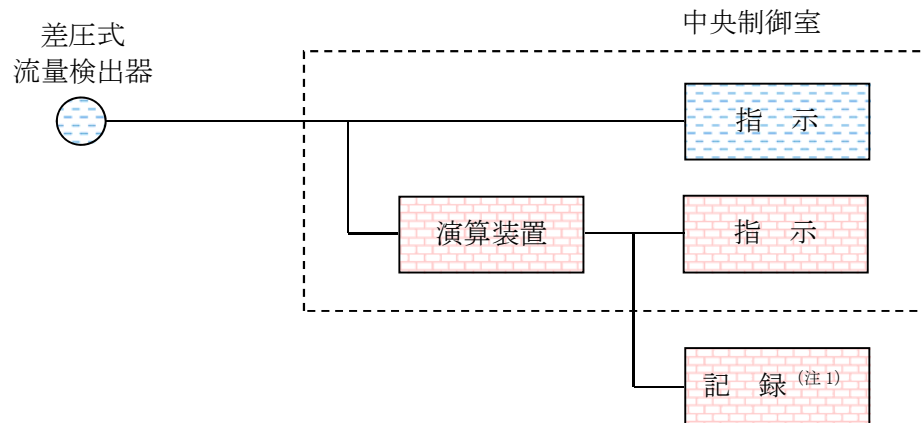 中央制御室
差圧式
流量検出器
指 示
演算装置
指 示
記 録 (注1)